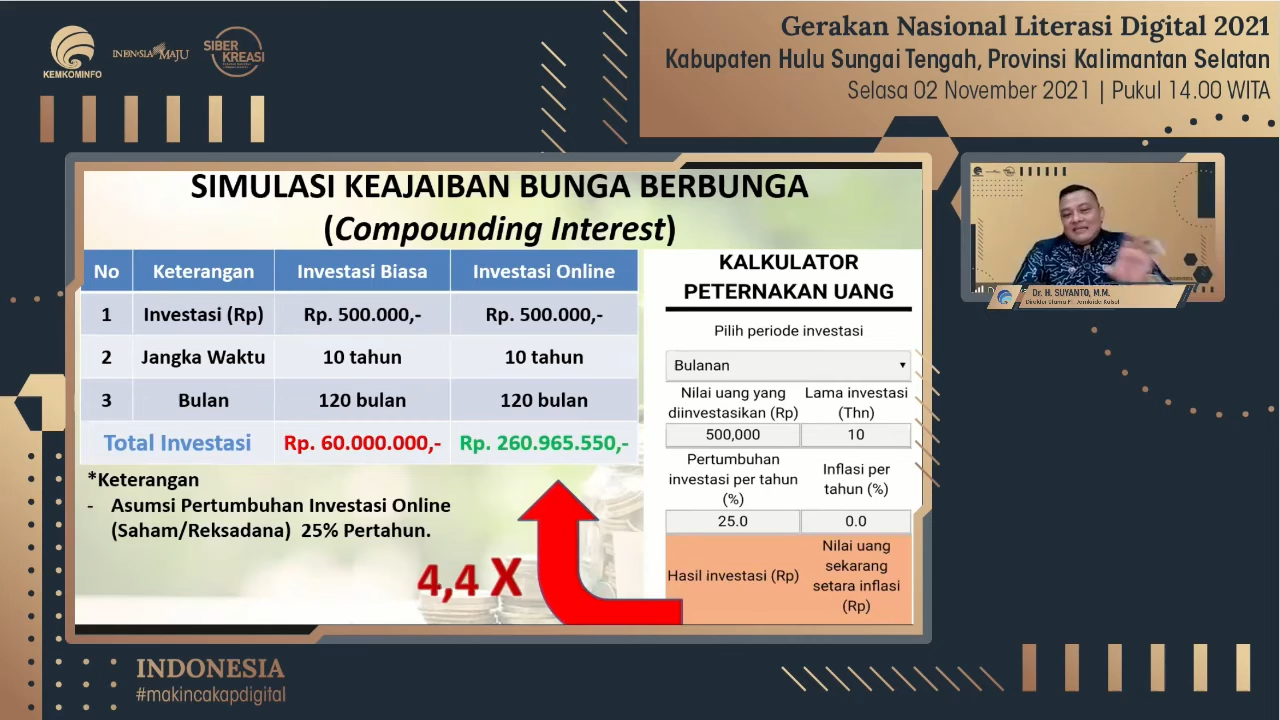 KEMKOMINFO
INDONESIA MAJU
SIBER
KREASI
Gerakan Nasional Literasi Digital 2021
Kabupaten Hulu Sungai Tengah, Provinsi Kalimantan Selatan
Selasa 02 November 2021 | Pukul 14.00 WITA
SIMULASI KEAJAIBAN BUNGA BERBUNGA
(Compounding Interest)
No Keterangan Investasi Biasa Investasi Online
1 Investasi (Rp) Rp. 500.000,- Rp. 500.000,-
2 Jangka Waktu 10 tahun 10 tahun
3 Bulan 120 bulan 120 bulan
Total Investasi Rp. 60.000.000,- Rp. 260.965.550,-
*Keterangan
- Asumsi Pertumbuhan Investasi Online
(Saham/Reksadana) 25% Pertahun.
4,4 X
KALKULATOR
PETERNAKAN UANG
Pilih periode investasi
Bulanan
Nilai uang yang
diinvestasikan (Rp)
Lama investasi
(Thn)
500,000 10
Pertumbuhan
investasi per tahun
(%)
Inflasi per
tahun (%)
25.0 0.0
Hasil investasi (Rp)
Nilai uang
sekarang
setara inflasi
(Rp)
Dr. H. SUYANTO, M.M.
INDONESIA
#makincakapdigital